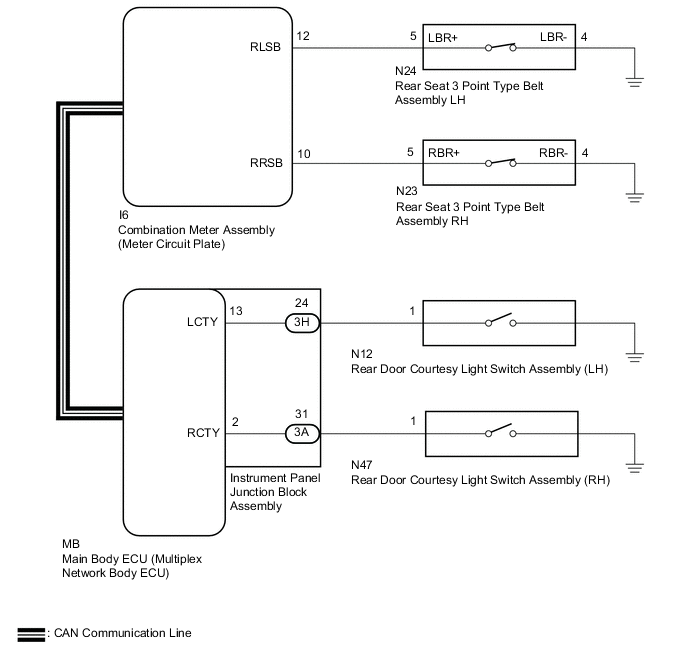 RLSB
12
5
LBR+
LBR-
4
N24
Rear Seat 3 Point Type Belt
Assembly LH
RRSB
10
5
RBR+
RBR-
4
N23
Rear Seat 3 Point Type Belt
Assembly RH
I6
Combination Meter Assembly
(Meter Circuit Plate)
LCTY
13
24
3H
1
N12
Rear Door Courtesy Light Switch Assembly (LH)
RCTY
2
31
3A
1
N47
Rear Door Courtesy Light Switch Assembly (RH)
Instrument Panel
Junction Block
Assembly
MB
Main Body ECU (Multiplex
Network Body ECU)
: CAN Communication Line